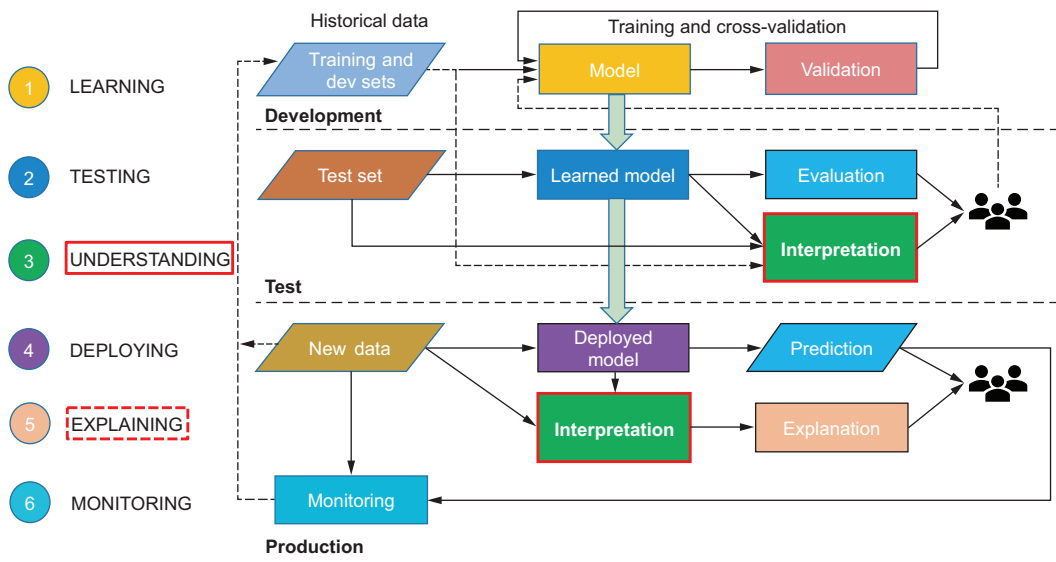 Historical data
Training and cross-validation
Training and
dev sets
Model
Validation
1
LEARNING
Development
2
TESTING
Test set
Learned model
Evaluation
3
UNDERSTANDING
Interpretation
Test
4
DEPLOYING
New data
Deployed
model
Prediction
5
EXPLAINING
Interpretation
Explanation
6
MONITORING
Monitoring
Production